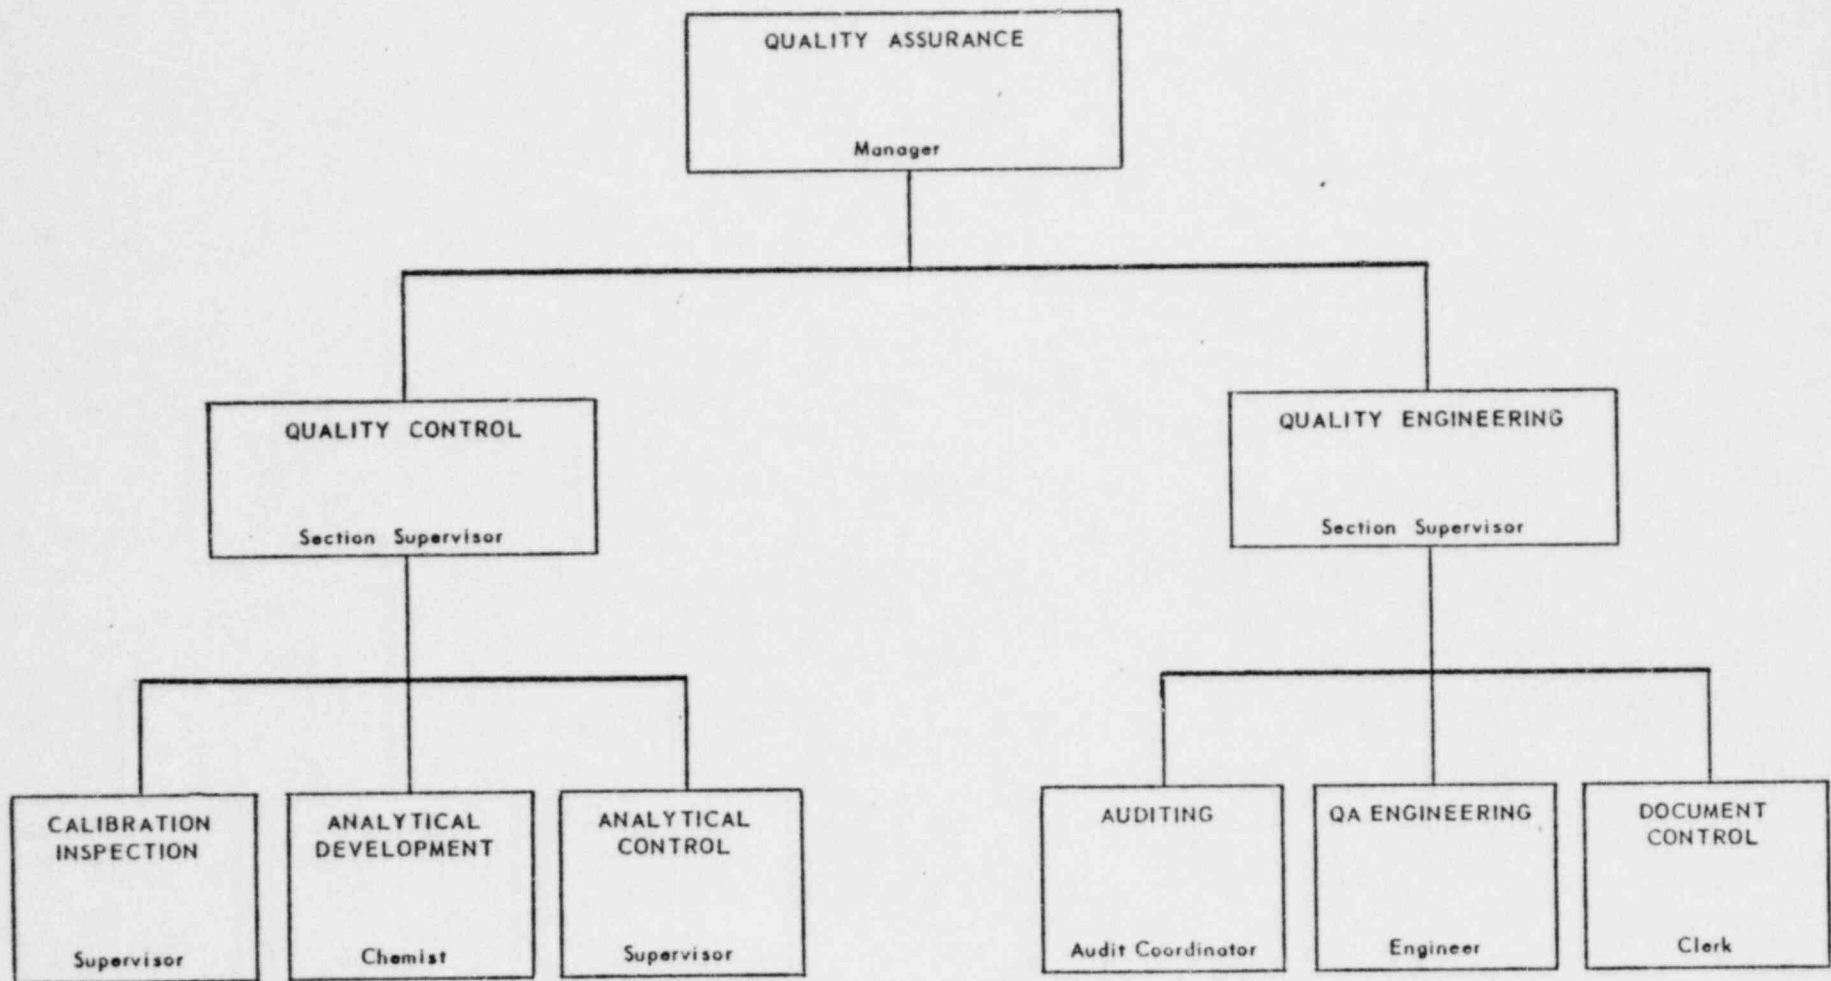 QUALITY ASSURANCE
Manager
QUALITY CONTROL
Section Supervisor
QUALITY ENGINEERING
Section Supervisor
CALIBRATION
INSPECTION
Supervisor
ANALYTICAL
DEVELOPMENT
Chemist
ANALYTICAL
CONTROL
Supervisor
AUDITING
Audit Coordinator
QA ENGINEERING
Engineer
DOCUMENT
CONTROL
Clerk